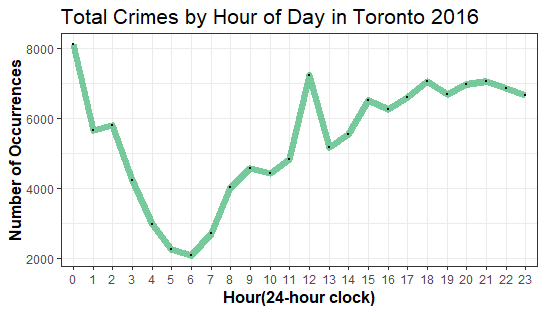 Total Crimes by Hour of Day in Toronto 2016
Number of Occurrences
8000
6000
4000
2000
0 1 2 3 4 5 6 7 8 9 10 11 12 13 14 15 16 17 18 19 20 21 22 23
Hour(24-hour clock)